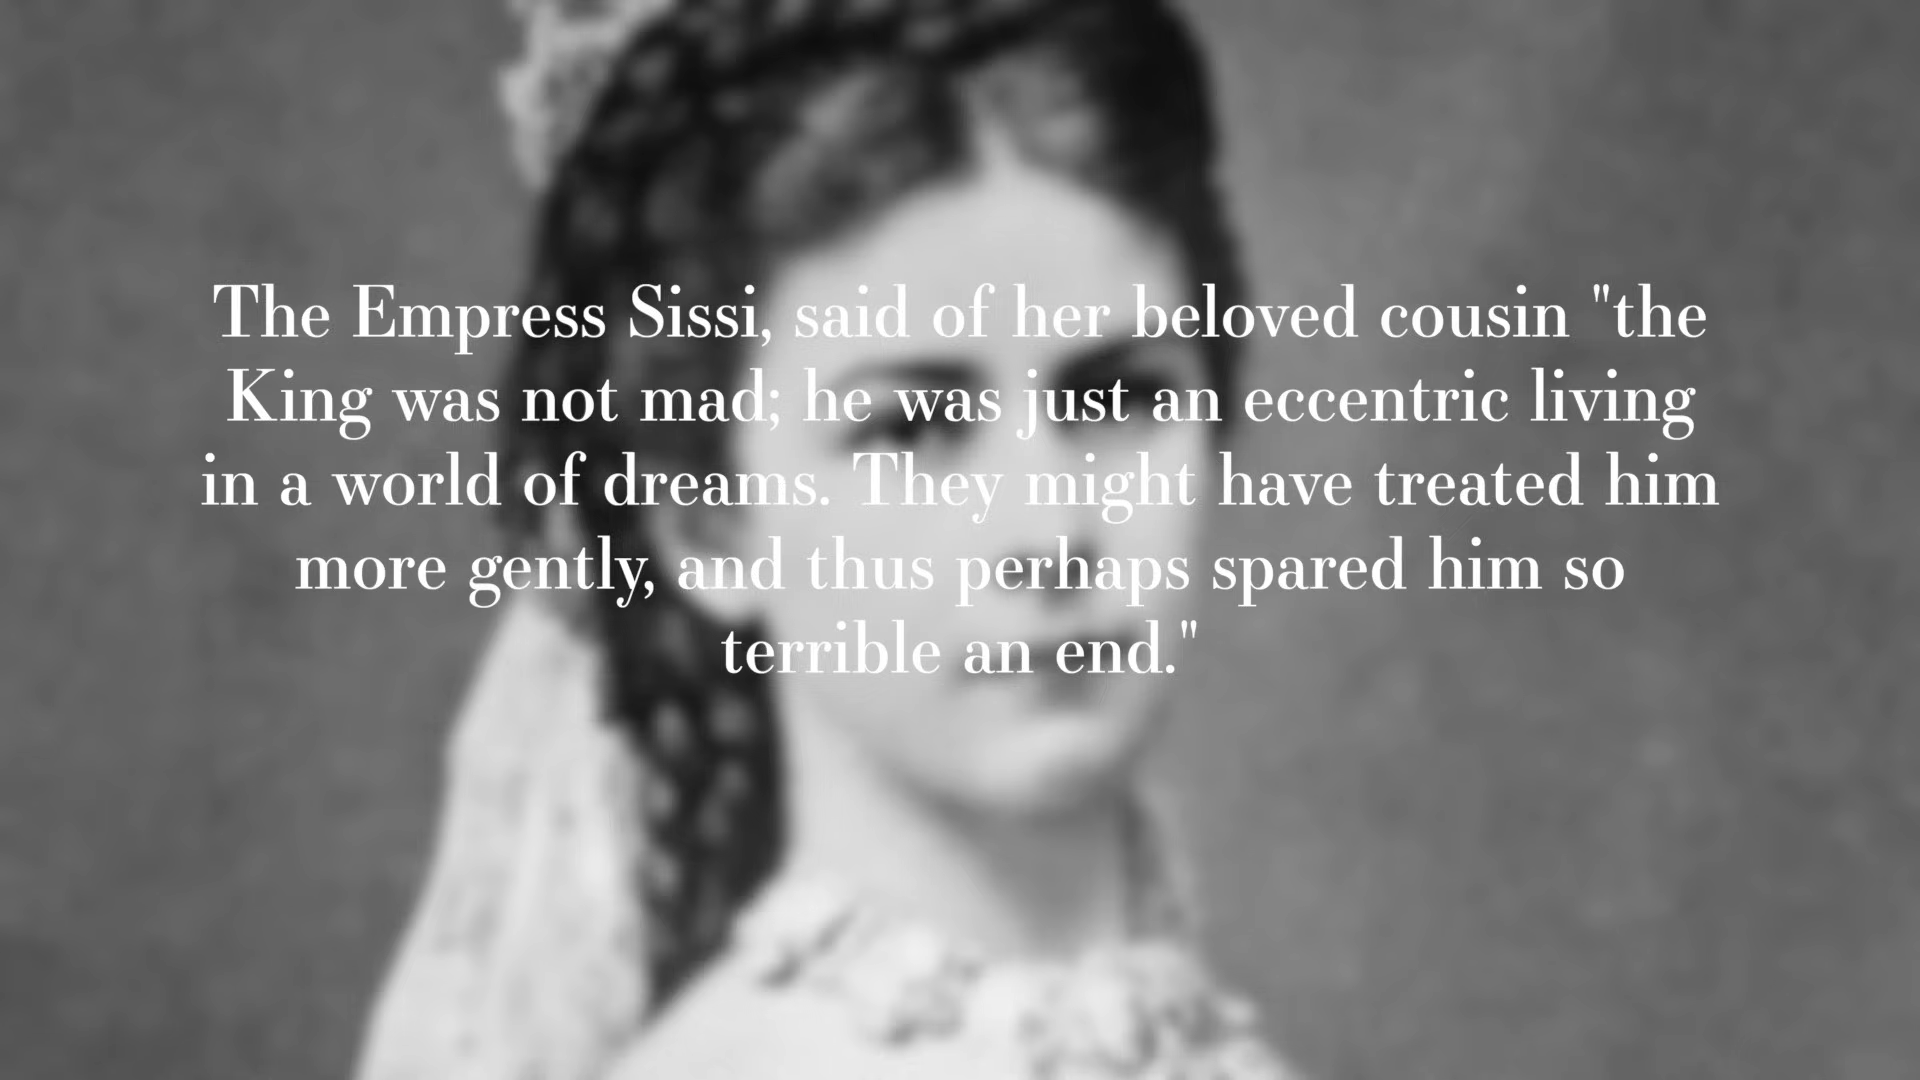 The Empress Sissi, said of her beloved cousin "the
King was not mad; he was just an eccentric living
in a world of dreams. They might have treated him
more gently, and thus perhaps spared him so
terrible an end."